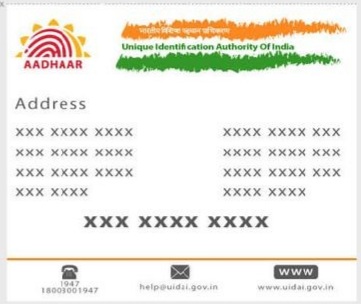 भारतीय विशिष्ट पहचान प्राधिकरण
Unique Identification Authority Of India
AADHAAR
Address
xxx xxxx xxxx
xxxx xxxx xxx
xxx xxxx xxxx
xxxx xxxx xxx
xxx xxxx xxxx
xxxx xxxx xxx
xxx xxxx
xxxx xxxx
xxx xxxx xxxx
1947
18003001947
help@uidsi.gov.in
www
www.uidai.gov.in